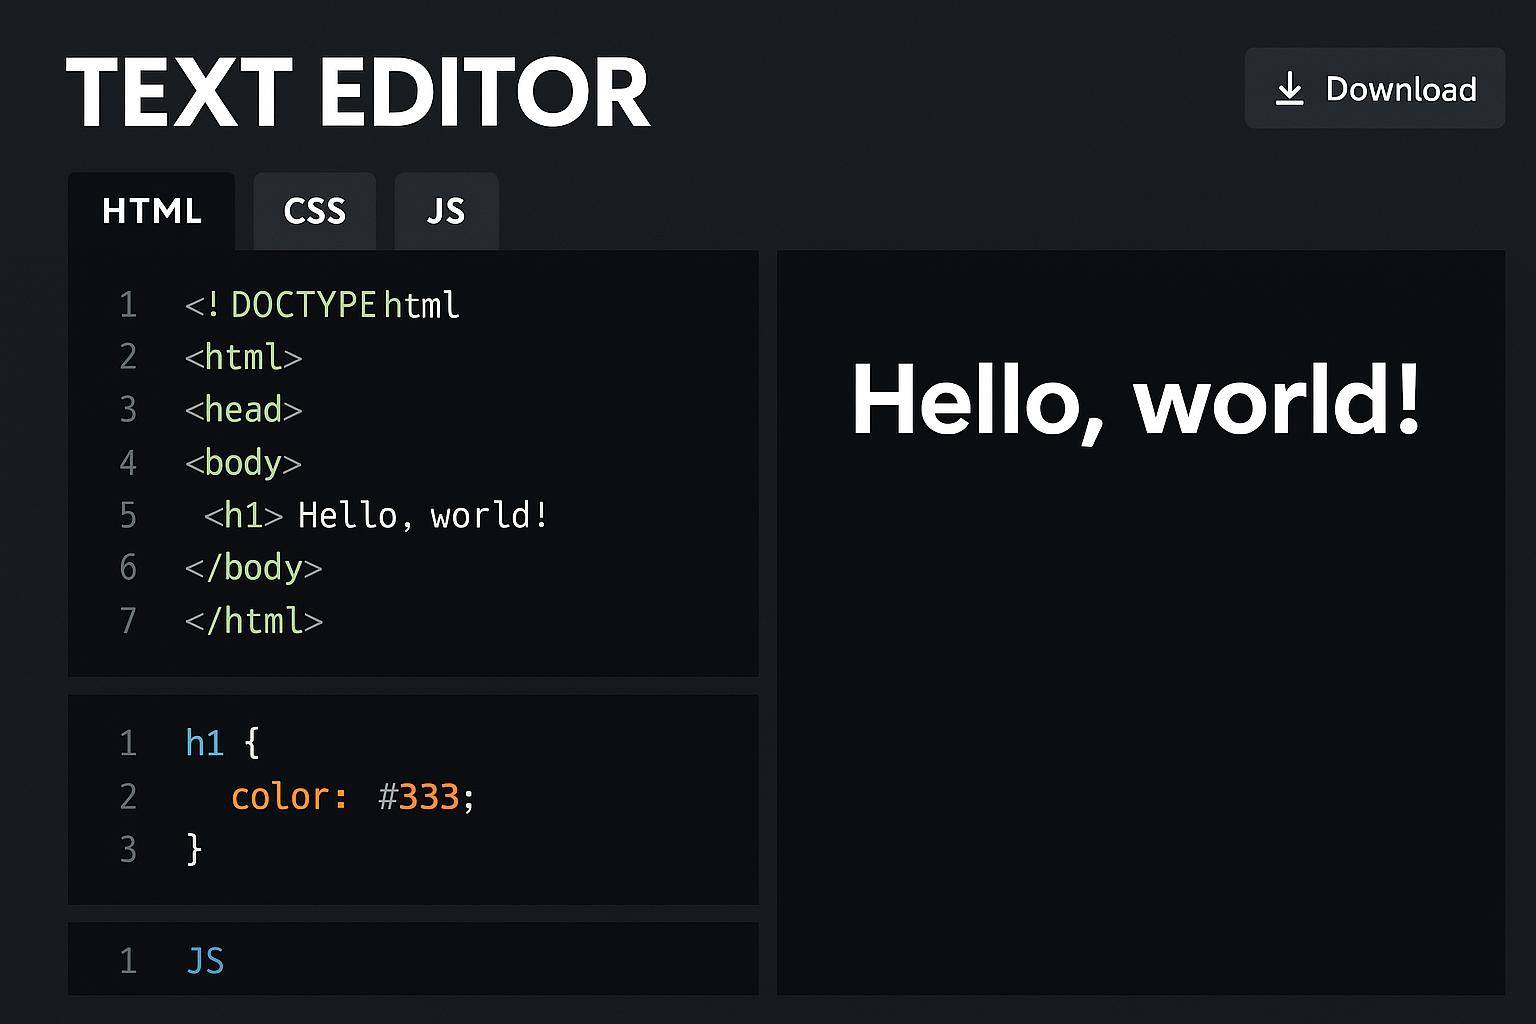 TEXT EDITOR
Download
HTML CSS JS
1 <! DOCTYPE html
2 <html>
3 <head>
4 <body>
5 <h1> Hello, world!
6 </body>
7 </html>
1 h1 {
2 color: #333;
3 }
1 JS
Hello, world!